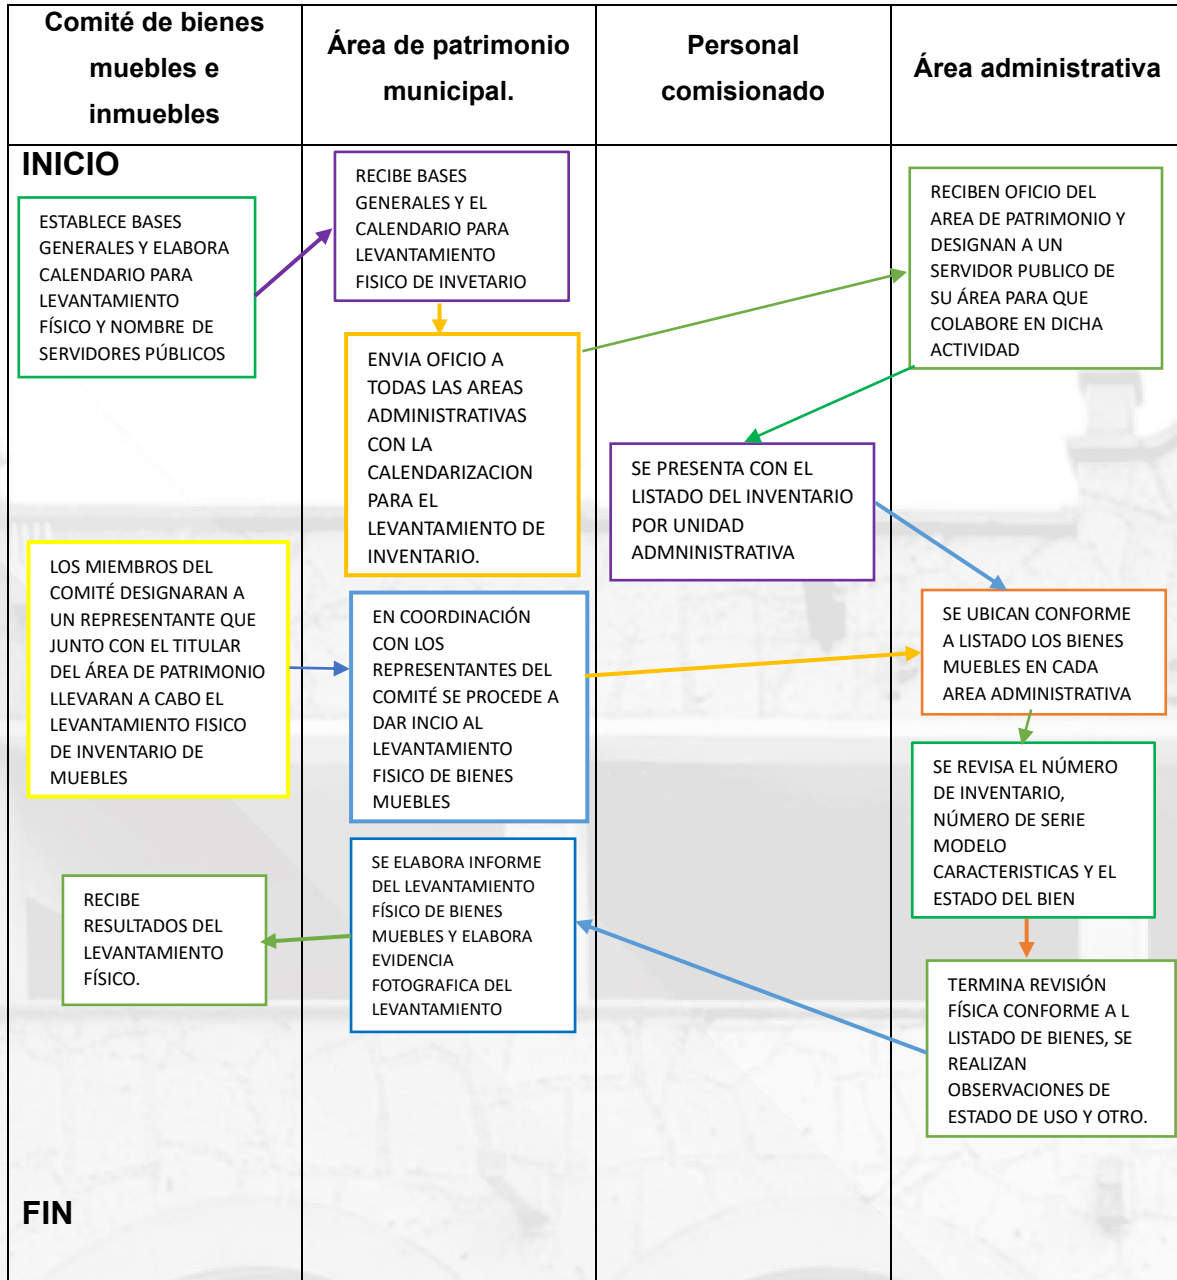 Comité de bienes
muebles e
inmuebles
Área de patrimonio
municipal.
Personal
comisionado
Área administrativa
INICIO
ESTABLECE BASES
GENERALES Y ELABORA
CALENDARIO PARA
LEVANTAMIENTO
FÍSICO Y NOMBRE DE
SERVIDORES PÚBLICOS
RECIBE BASES
GENERALES Y EL
CALENDARIO PARA
LEVANTAMIENTO
FISICO DE INVETARIO
RECIBEN OFICIO DEL
AREA DE PATRIMONIO Y
DESIGNAN A UN
SERVIDOR PUBLICO DE
SU ÁREA PARA QUE
COLABORE EN DICHA
ACTIVIDAD
ENVIA OFICIO A
TODAS LAS AREAS
ADMINISTRATIVAS
CON LA
CALENDARIZACION
PARA EL
LEVANTAMIENTO DE
INVENTARIO.
SE PRESENTA CON EL
LISTADO DEL INVENTARIO
POR UNIDAD
ADMNINISTRATIVA
LOS MIEMBROS DEL
COMITÉ DESIGNARAN A
UN REPRESENTANTE QUE
JUNTO CON EL TITULAR
DEL ÁREA DE PATRIMONIO
LLEVARAN A CABO EL
LEVANTAMIENTO FISICO
DE INVENTARIO DE
MUEBLES
EN COORDINACIÓN
CON LOS
REPRESENTANTES DEL
COMITÉ SE PROCEDE A
DAR INCIO AL
LEVANTAMIENTO
FISICO DE BIENES
MUEBLES
SE UBICAN CONFORME
A LISTADO LOS BIENES
MUEBLES EN CADA
AREA ADMINISTRATIVA
SE REVISA EL NÚMERO
DE INVENTARIO,
NÚMERO DE SERIE
MODELO
CARACTERISTICAS Y EL
ESTADO DEL BIEN
RECIBE
RESULTADOS DEL
LEVANTAMIENTO
FÍSICO.
SE ELABORA INFORME
DEL LEVANTAMIENTO
FÍSICO DE BIENES
MUEBLES Y ELABORA
EVIDENCIA
FOTOGRAFICA DEL
LEVANTAMIENTO
TERMINA REVISIÓN
FÍSICA CONFORME A L
LISTADO DE BIENES, SE
REALIZAN
OBSERVACIONES DE
ESTADO DE USO Y OTRO.
FIN